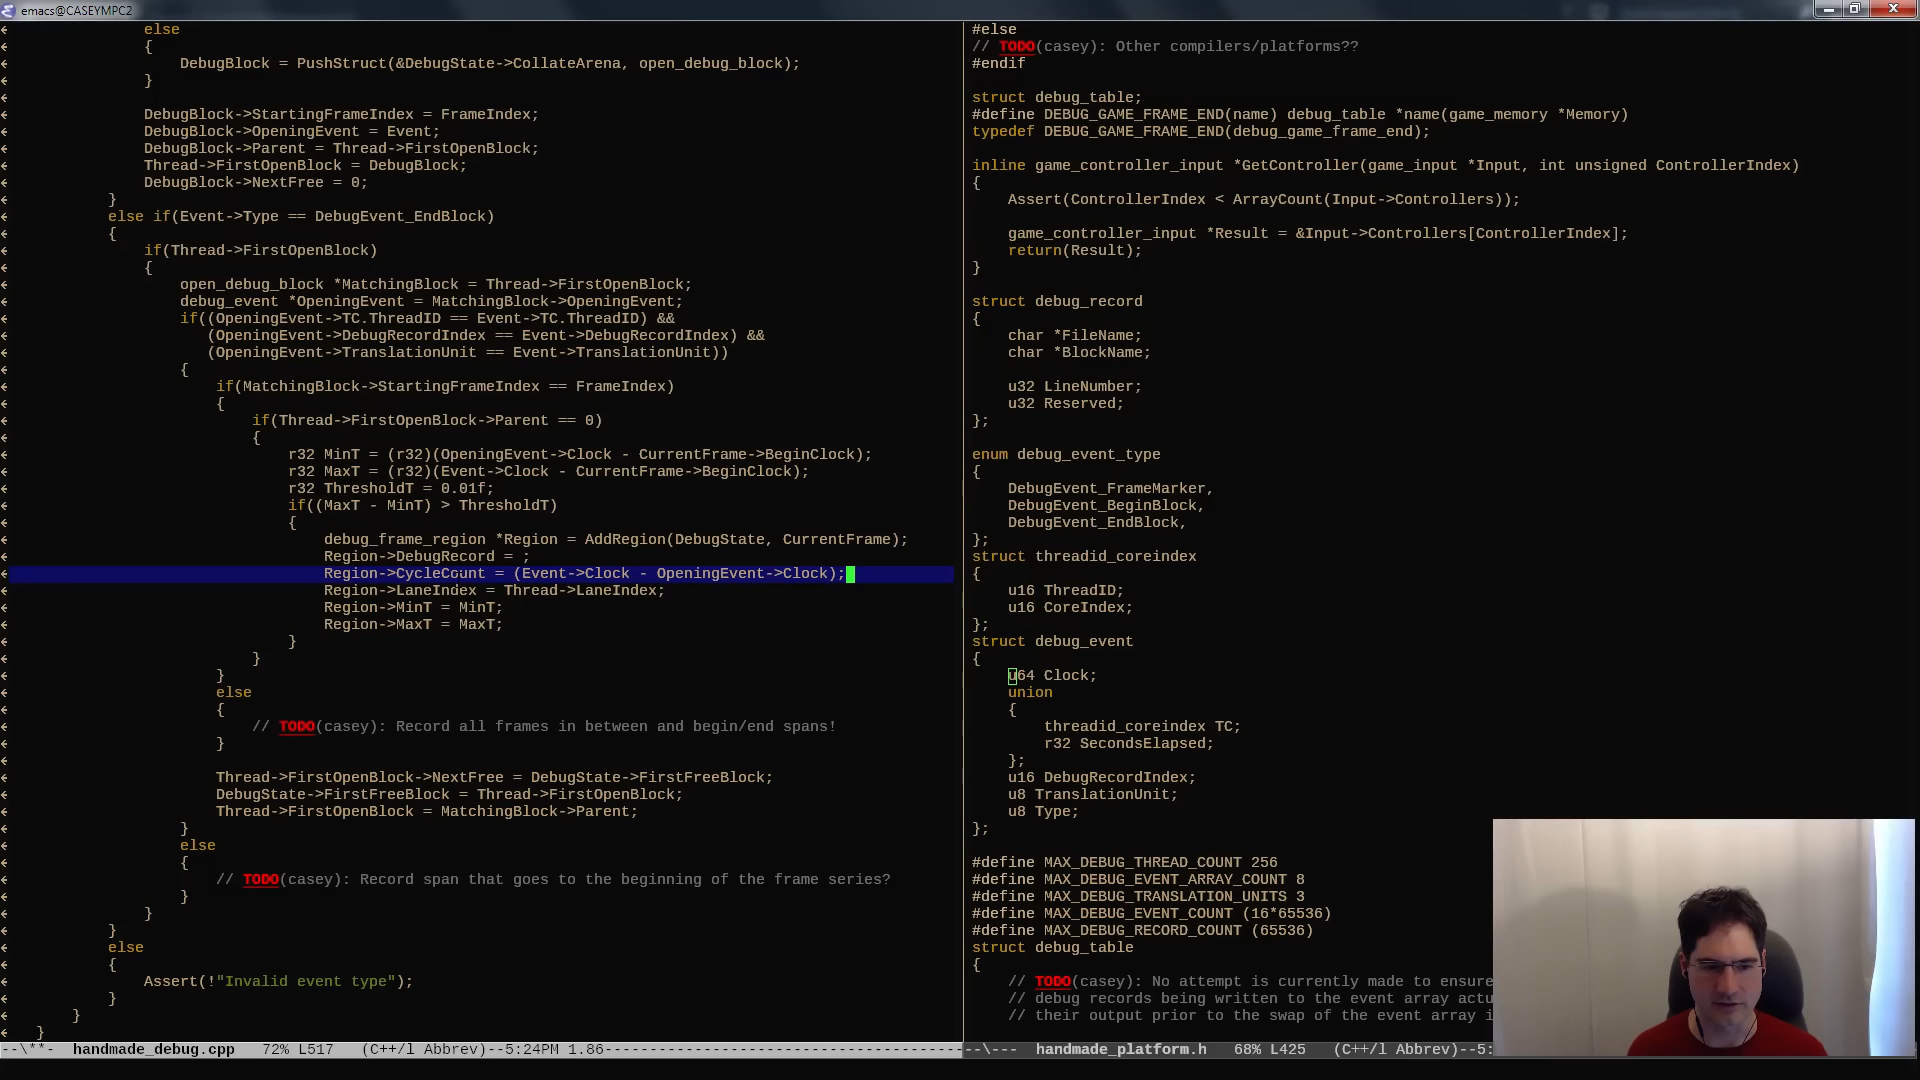 emacs@CASEYMPC2
else
{
DebugBlock = PushStruct(&DebugState->CollateArena, open_debug_block);
}
DebugBlock->StartingFrameIndex = FrameIndex;
DebugBlock->OpeningEvent = Event;
DebugBlock->Parent = Thread->FirstOpenBlock;
Thread->FirstOpenBlock = DebugBlock;
DebugBlock->NextFree = 0;
}
else if(Event->Type == DebugEvent_EndBlock)
{
if(Thread->FirstOpenBlock)
{
open_debug_block *MatchingBlock = Thread->FirstOpenBlock;
debug_event *OpeningEvent = MatchingBlock->OpeningEvent;
if((OpeningEvent->TC.ThreadID == Event->TC.ThreadID) &&
(OpeningEvent->DebugRecordIndex == Event->DebugRecordIndex) &&
(OpeningEvent->TranslationUnit == Event->TranslationUnit))
{
if(MatchingBlock->StartingFrameIndex == FrameIndex)
{
if(Thread->FirstOpenBlock->Parent == 0)
{
r32 MinT = (r32)(OpeningEvent->Clock - CurrentFrame->BeginClock);
r32 MaxT = (r32)(Event->Clock - CurrentFrame->BeginClock);
r32 ThresholdT = 0.01f;
if((MaxT - MinT) > ThresholdT)
{
debug_frame_region *Region = AddRegion(DebugState, CurrentFrame);
Region->DebugRecord = ;
Region->CycleCount = (Event->Clock - OpeningEvent->Clock);
Region->LaneIndex = Thread->LaneIndex;
Region->MinT = MinT;
Region->MaxT = MaxT;
}
}
}
else
{
// TODO(casey): Record all frames in between and begin/end spans!
}
Thread->FirstOpenBlock->NextFree = DebugState->FirstFreeBlock;
DebugState->FirstFreeBlock = Thread->FirstOpenBlock;
Thread->FirstOpenBlock = MatchingBlock->Parent;
}
else
{
// TODO(casey): Record span that goes to the beginning of the frame series?
}
}
}
else
{
Assert(!"Invalid event type");
}
}
}
--\**-  handmade_debug.cpp   72% L517   (C++/l Abbrev)--5:24PM 1.86
#else
// TODO(casey): Other compilers/platforms??
#endif
struct debug_table;
#define DEBUG_GAME_FRAME_END(name) debug_table *name(game_memory *Memory)
typedef DEBUG_GAME_FRAME_END(debug_game_frame_end);
inline game_controller_input *GetController(game_input *Input, int unsigned ControllerIndex)
{
Assert(ControllerIndex < ArrayCount(Input->Controllers));
game_controller_input *Result = &Input->Controllers[ControllerIndex];
return(Result);
}
struct debug_record
{
char *FileName;
char *BlockName;
u32 LineNumber;
u32 Reserved;
};
enum debug_event_type
{
DebugEvent_FrameMarker,
DebugEvent_BeginBlock,
DebugEvent_EndBlock,
};
struct threadid_coreindex
{
u16 ThreadID;
u16 CoreIndex;
};
struct debug_event
{
u64 Clock;
union
{
threadid_coreindex TC;
r32 SecondsElapsed;
};
u16 DebugRecordIndex;
u8 TranslationUnit;
u8 Type;
};
#define MAX_DEBUG_THREAD_COUNT 256
#define MAX_DEBUG_EVENT_ARRAY_COUNT 8
#define MAX_DEBUG_TRANSLATION_UNITS 3
#define MAX_DEBUG_EVENT_COUNT (16*65536)
#define MAX_DEBUG_RECORD_COUNT (65536)
struct debug_table
{
// TODO(casey): No attempt is currently made to ensure
// debug records being written to the event array actu
// their output prior to the swap of the event array i
--\---  handmade_platform.h   68% L425   (C++/l Abbrev)--5: